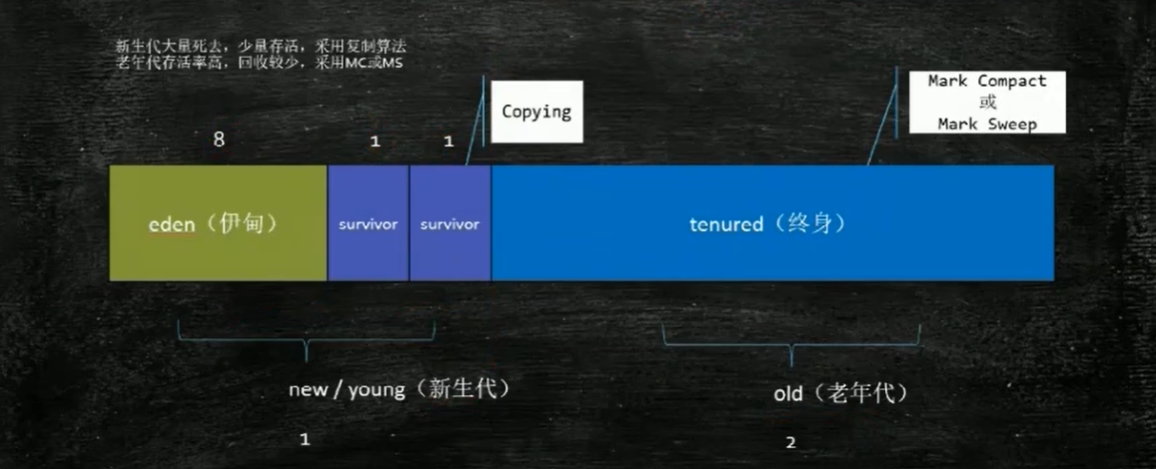 新生代大量死去，少量存活，采用复制算法
老年代存活率高，回收较少，采用MC或MS
Copying
Mark Compact
或
Mark Sweep
8
1
1
eden（伊甸）
survivor
survivor
tenured（终身）
new / young（新生代）
old（老年代）
1
2